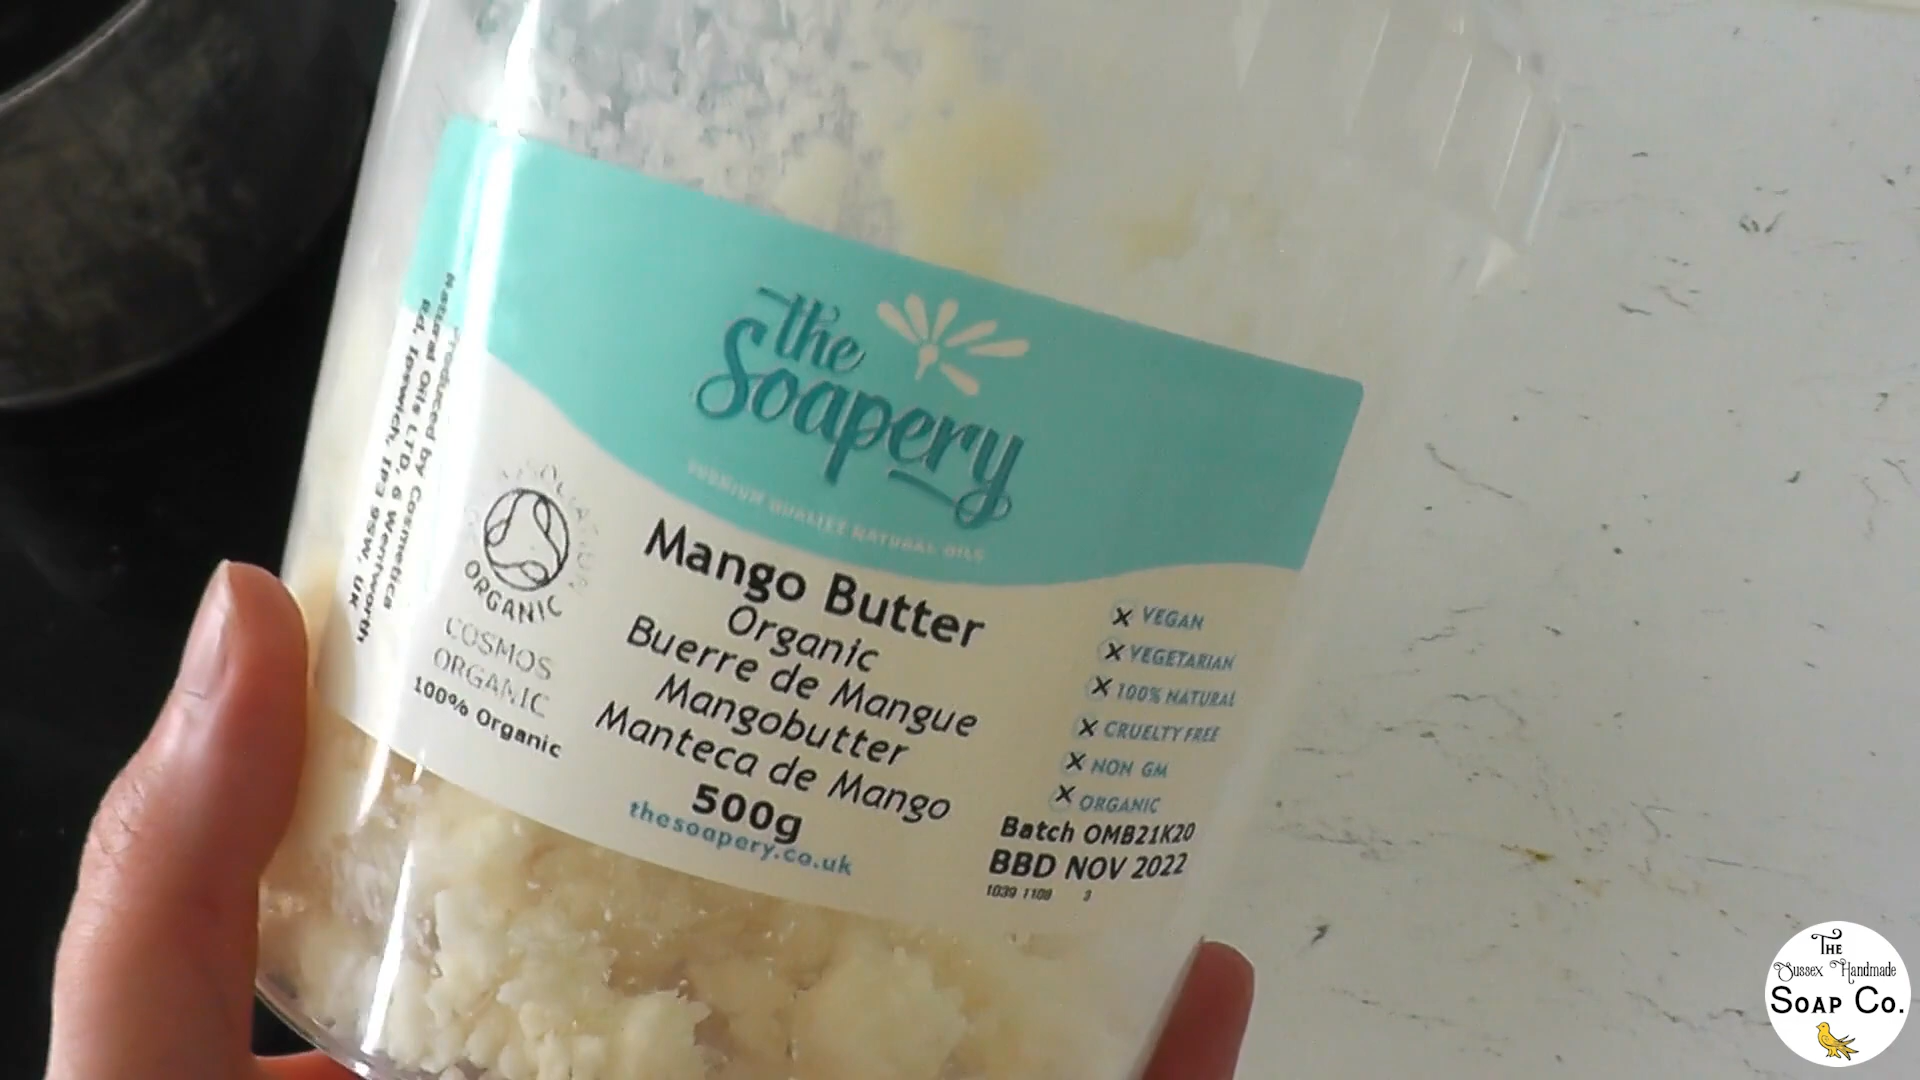 the
Soapery
PREMIUM QUALITY NATURAL OILS
Mango Butter
Organic
Buerre de Mangue
Mangobutter
Manteca de Mango
500g
thesoapery.co.uk
Produced by Cosmetica
Natural Oils LTD, 6 Wentworth
Rd, Ipswich, IP3 9SW, UK
SOIL ASSOCIATION
ORGANIC
COSMOS
ORGANIC
100% Organic
X VEGAN
X VEGETARIAN
X 100% NATURAL
X CRUELTY FREE
X NON GM
X ORGANIC
Batch OMB21K20
BBD NOV 2022
1039 1108 3
THE
Sussex Handmade
SOAP CO.